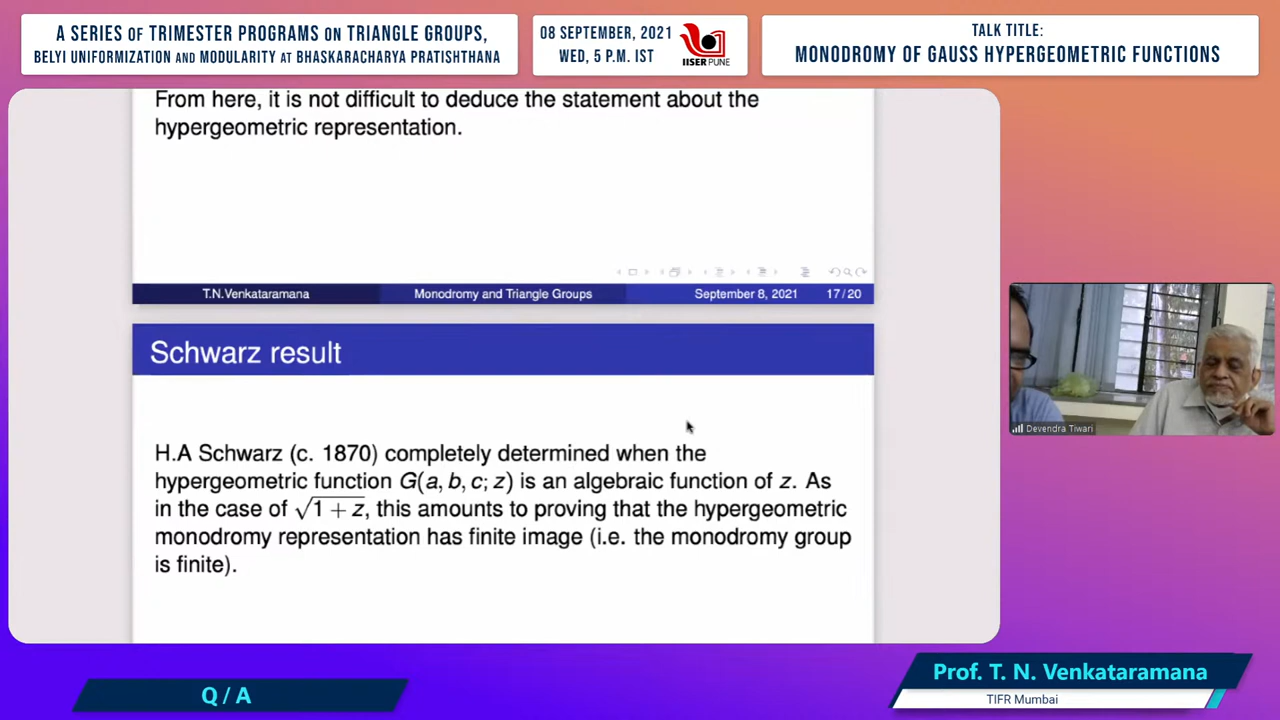 A SERIES OF TRIMESTER PROGRAMS ON TRIANGLE GROUPS,
BELYI UNIFORMIZATION AND MODULARITY AT BHASKARACHARYA PRATISHTHANA
08 SEPTEMBER, 2021
WED, 5 P.M. IST
IISER PUNE
TALK TITLE:
MONODROMY OF GAUSS HYPERGEOMETRIC FUNCTIONS
From here, it is not difficult to deduce the statement about the
hypergeometric representation.
T.N.Venkataramana Monodromy and Triangle Groups September 8, 2021 17/20
Schwarz result
H.A Schwarz (c. 1870) completely determined when the
hypergeometric function G(a, b, c; z) is an algebraic function of z. As
in the case of √1 + z, this amounts to proving that the hypergeometric
monodromy representation has finite image (i.e. the monodromy group
is finite).
Devendra Tiwari
Q / A
Prof. T. N. Venkataramana
TIFR Mumbai